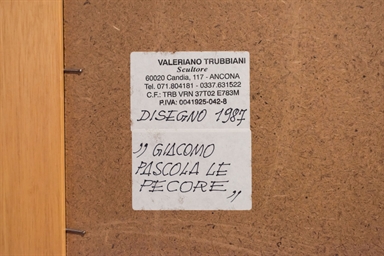 VALERIANO TRUBBIANI
Scultore
60020 Candia, 117 - ANCONA
Tel. 071.804181 - 0337.631522
C.F.: TRB VRN 37T02 E783M
P.IVA: 0041925-042-8
DISEGNO 1987
" GIACOMO
PASCOLA LE
PECORE "